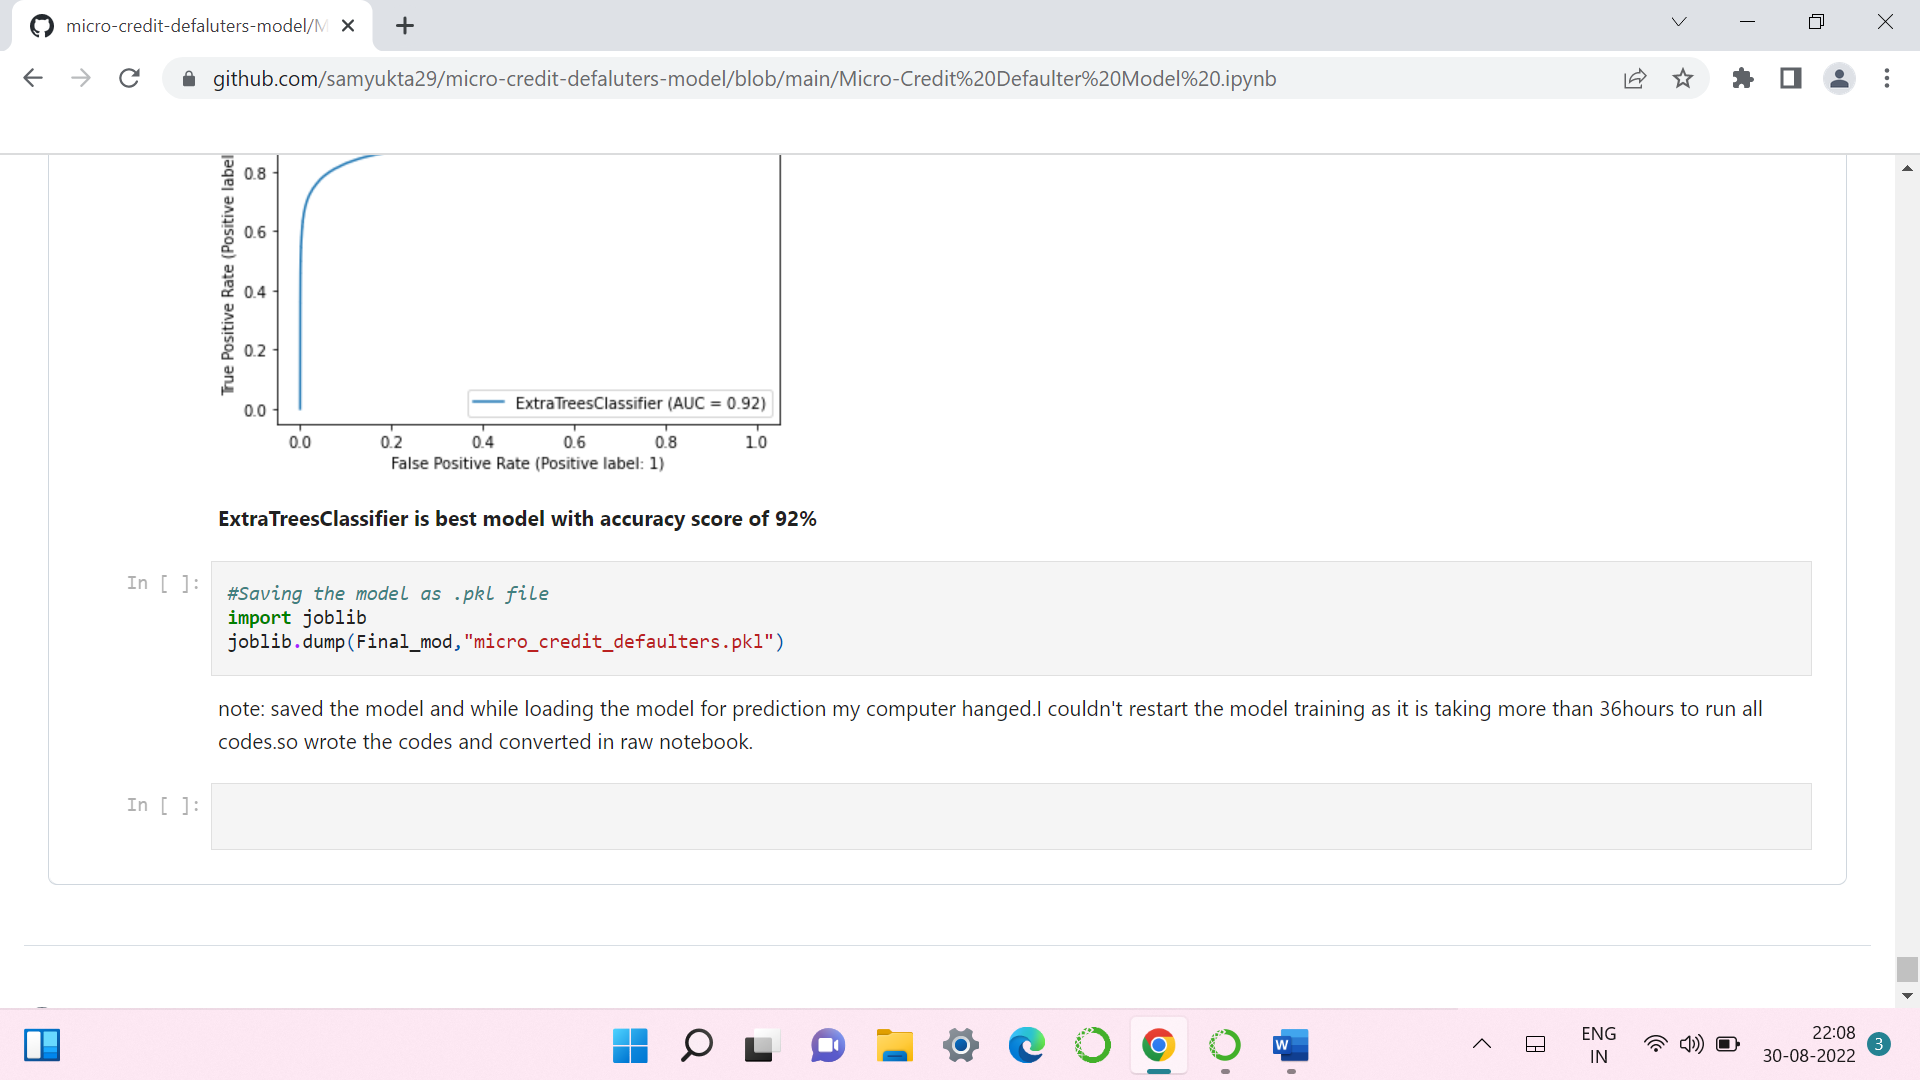 micro-credit-defaluters-model/M
github.com/samyukta29/micro-credit-defaluters-model/blob/main/Micro-Credit%20Defaulter%20Model%20.ipynb
True Positive Rate (Positive label
0.8
0.6
0.4
0.2
0.0
ExtraTreesClassifier (AUC = 0.92)
0.0 0.2 0.4 0.6 0.8 1.0
False Positive Rate (Positive label: 1)
ExtraTreesClassifier is best model with accuracy score of 92%
In [ ]:
#Saving the model as .pkl file
import joblib
joblib.dump(Final_mod,"micro_credit_defaulters.pkl")
note: saved the model and while loading the model for prediction my computer hanged.I couldn't restart the model training as it is taking more than 36hours to run all
codes.so wrote the codes and converted in raw notebook.
In [ ]:
W
ENG
IN
22:08
30-08-2022
3